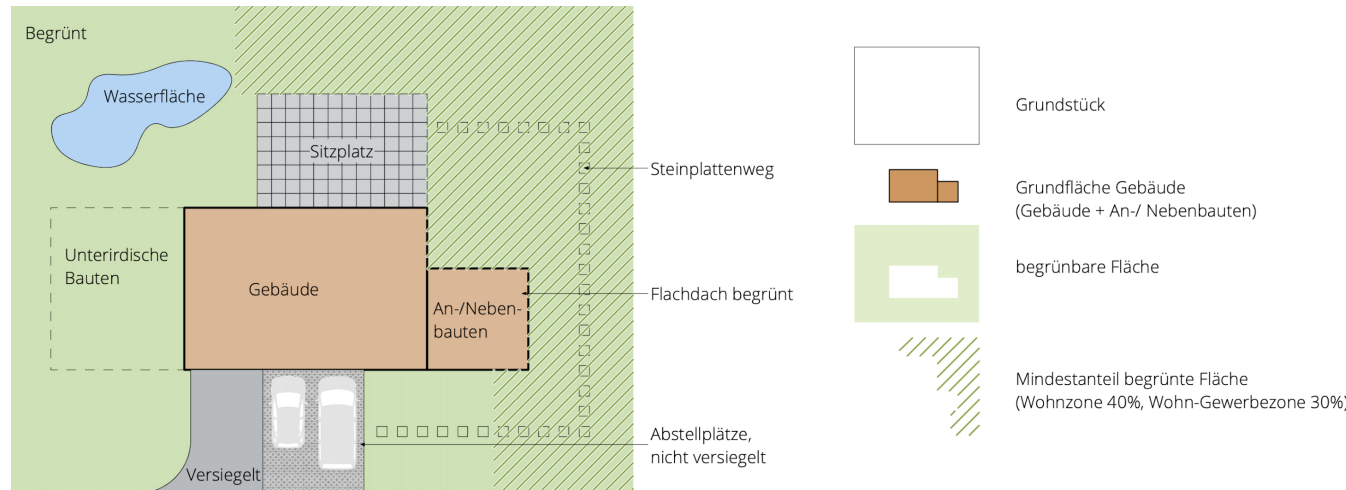 Begrünt
Wasserfläche
Sitzplatz
Steinplattenweg
Unterirdische
Bauten
Gebäude
An-/Neben-
bauten
Flachdach begrünt
Abstellplätze,
nicht versiegelt
Versiegelt
Grundstück
Grundfläche Gebäude
(Gebäude + An-/ Nebenbauten)
begrünbare Fläche
Mindestanteil begrünte Fläche
(Wohnzone 40%, Wohn-Gewerbezone 30%)